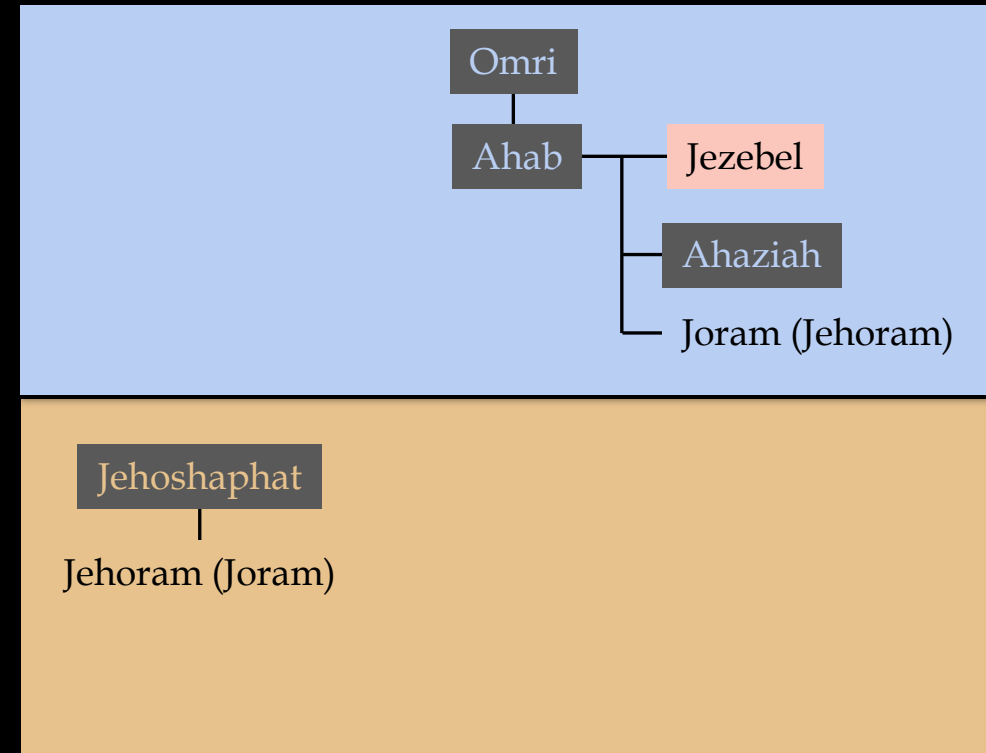 Omri
Ahab
Jezebel
Ahaziah
Joram (Jehoram)
Jehoshaphat
Jehoram (Joram)